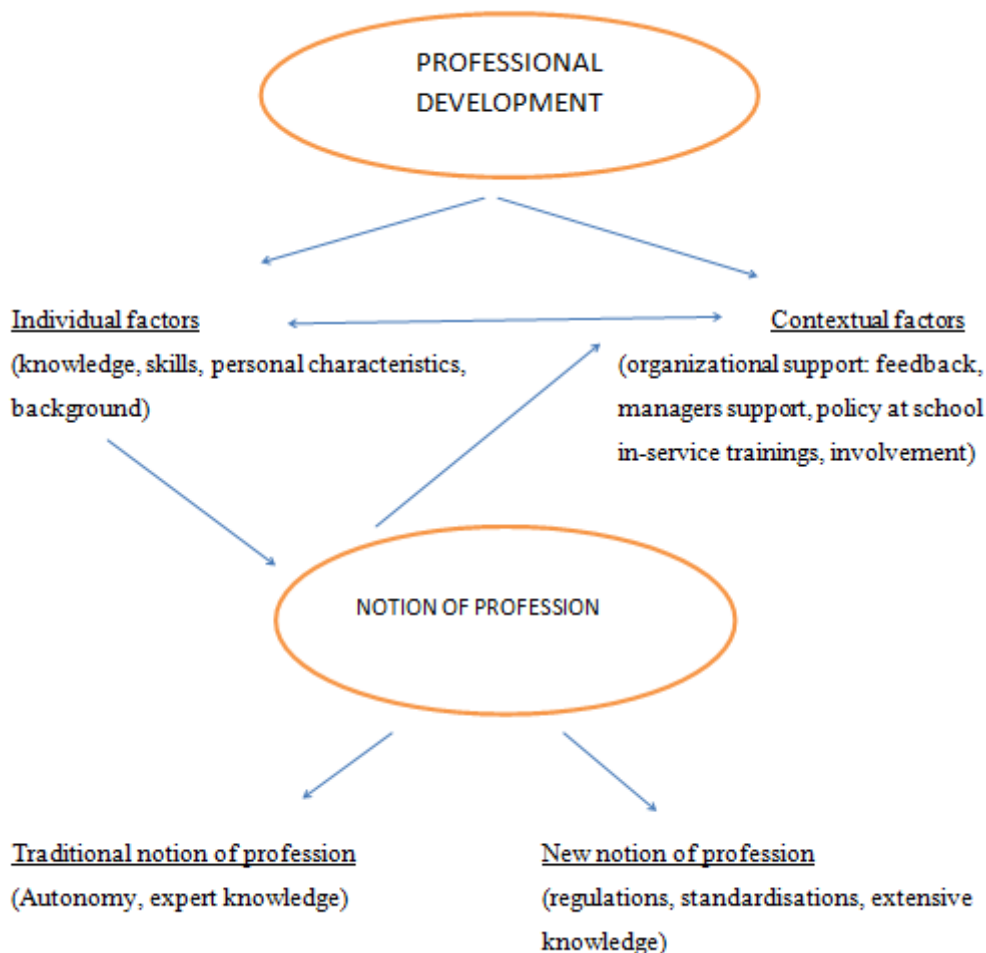 PROFESSIONAL
DEVELOPMENT
Individual factors
(knowledge, skills, personal characteristics,
background)
Contextual factors
(organizational support: feedback,
managers support, policy at school
in-service trainings, involvement)
NOTION OF PROFESSION
Traditional notion of profession
(Autonomy, expert knowledge)
New notion of profession
(regulations, standardisations, extensive
knowledge)